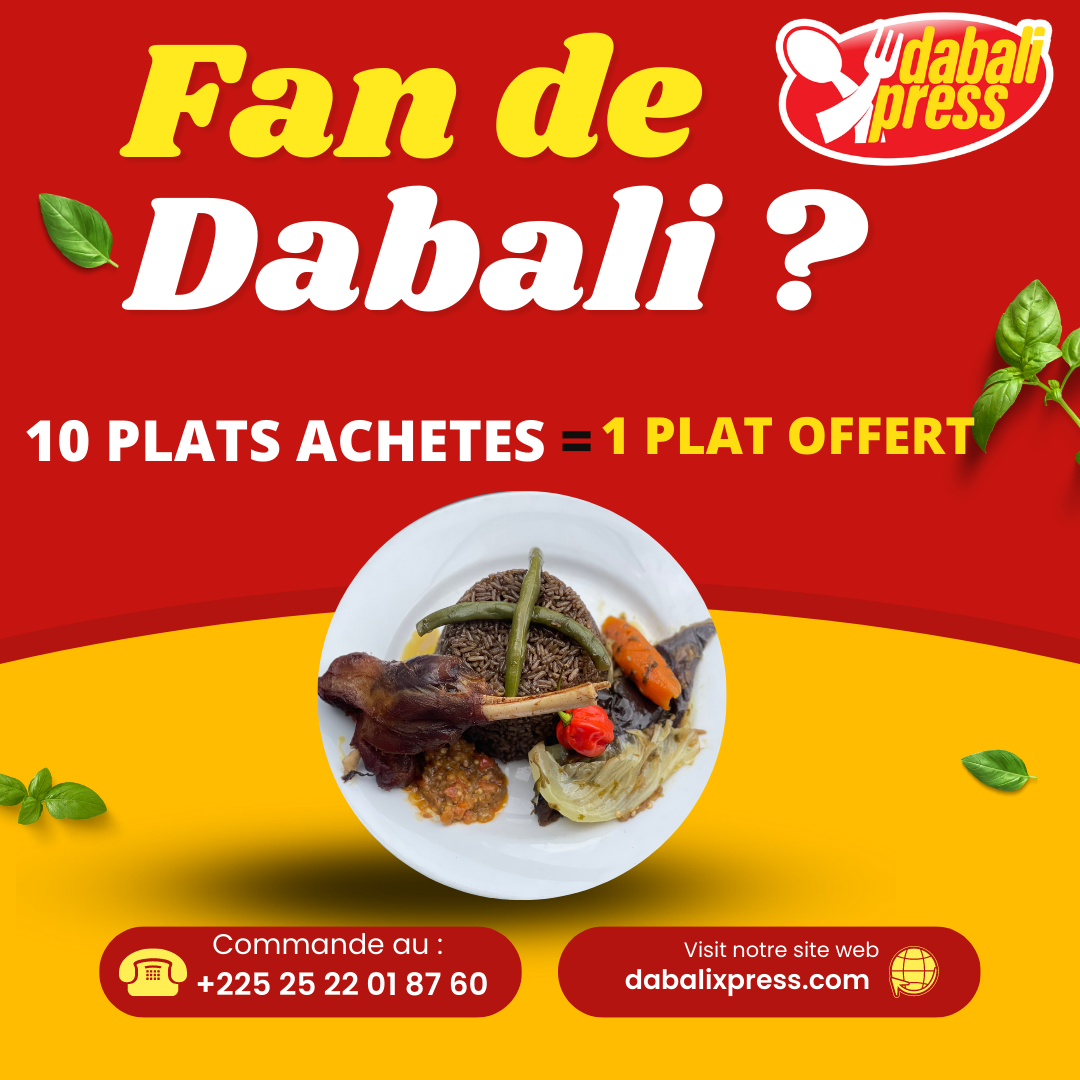 Fan de
dabali
press
Dabali ?
10 PLATS ACHETES = 1 PLAT OFFERT
Commande au :
+225 25 22 01 87 60
Visit notre site web
dabalixpress.com